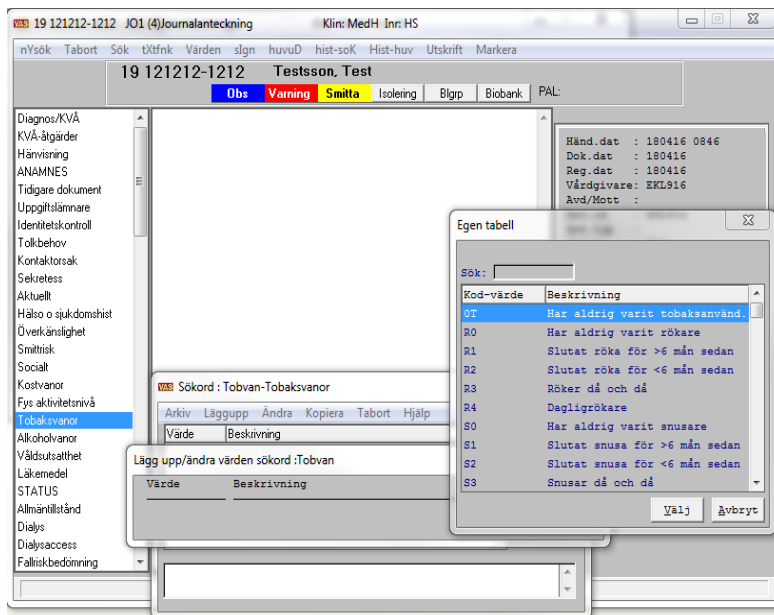 VAS 19 121212-1212 JO1 (4)Journalanteckning Klin: MedH Inr: HS
nYsök Tabort Sök tXtfnk Värden sIgn huvuD hist-soK Hist-huv Utskrift Markera
19 121212-1212 Testsson, Test
Obs Varning Smitta Isolering Blgrp Biobank PAL:
Diagnos/KVÅ
KVÅ-åtgärder
Hänvisning
ANAMNES
Tidigare dokument
Uppgiftslämnare
Identitetskontroll
Tolkbehov
Kontaktorsak
Sekretess
Aktuellt
Hälso o sjukdomshist
Överkänslighet
Smittrisk
Socialt
Kostvanor
Fys aktivitetsnivå
Tobaksvanor
Alkoholvanor
Våldsutsatthet
Läkemedel
STATUS
Allmäntillstånd
Dialys
Dialysaccess
Fallriskbedömning
Händ.dat : 180416 0846
Dok.dat : 180416
Reg.dat : 180416
Vårdgivare: EKL916
Avd/Mott :
Egen tabell
Sök:
Kod-värde Beskrivning
0T Har aldrig varit tobaksanvänd.
R0 Har aldrig varit rökare
R1 Slutat röka för >6 mån sedan
R2 Slutat röka för <6 mån sedan
R3 Röker då och då
R4 Dagligrökare
S0 Har aldrig varit snusare
S1 Slutat snusa för >6 mån sedan
S2 Slutat snusa för <6 mån sedan
S3 Snusar då och då
Välj Avbryt
VAS Sökord : Tobvan-Tobaksvanor
Arkiv Läggupp Ändra Kopiera Tabort Hjälp
Värde Beskrivning
Lägg upp/ändra värden sökord :Tobvan
Värde Beskrivning